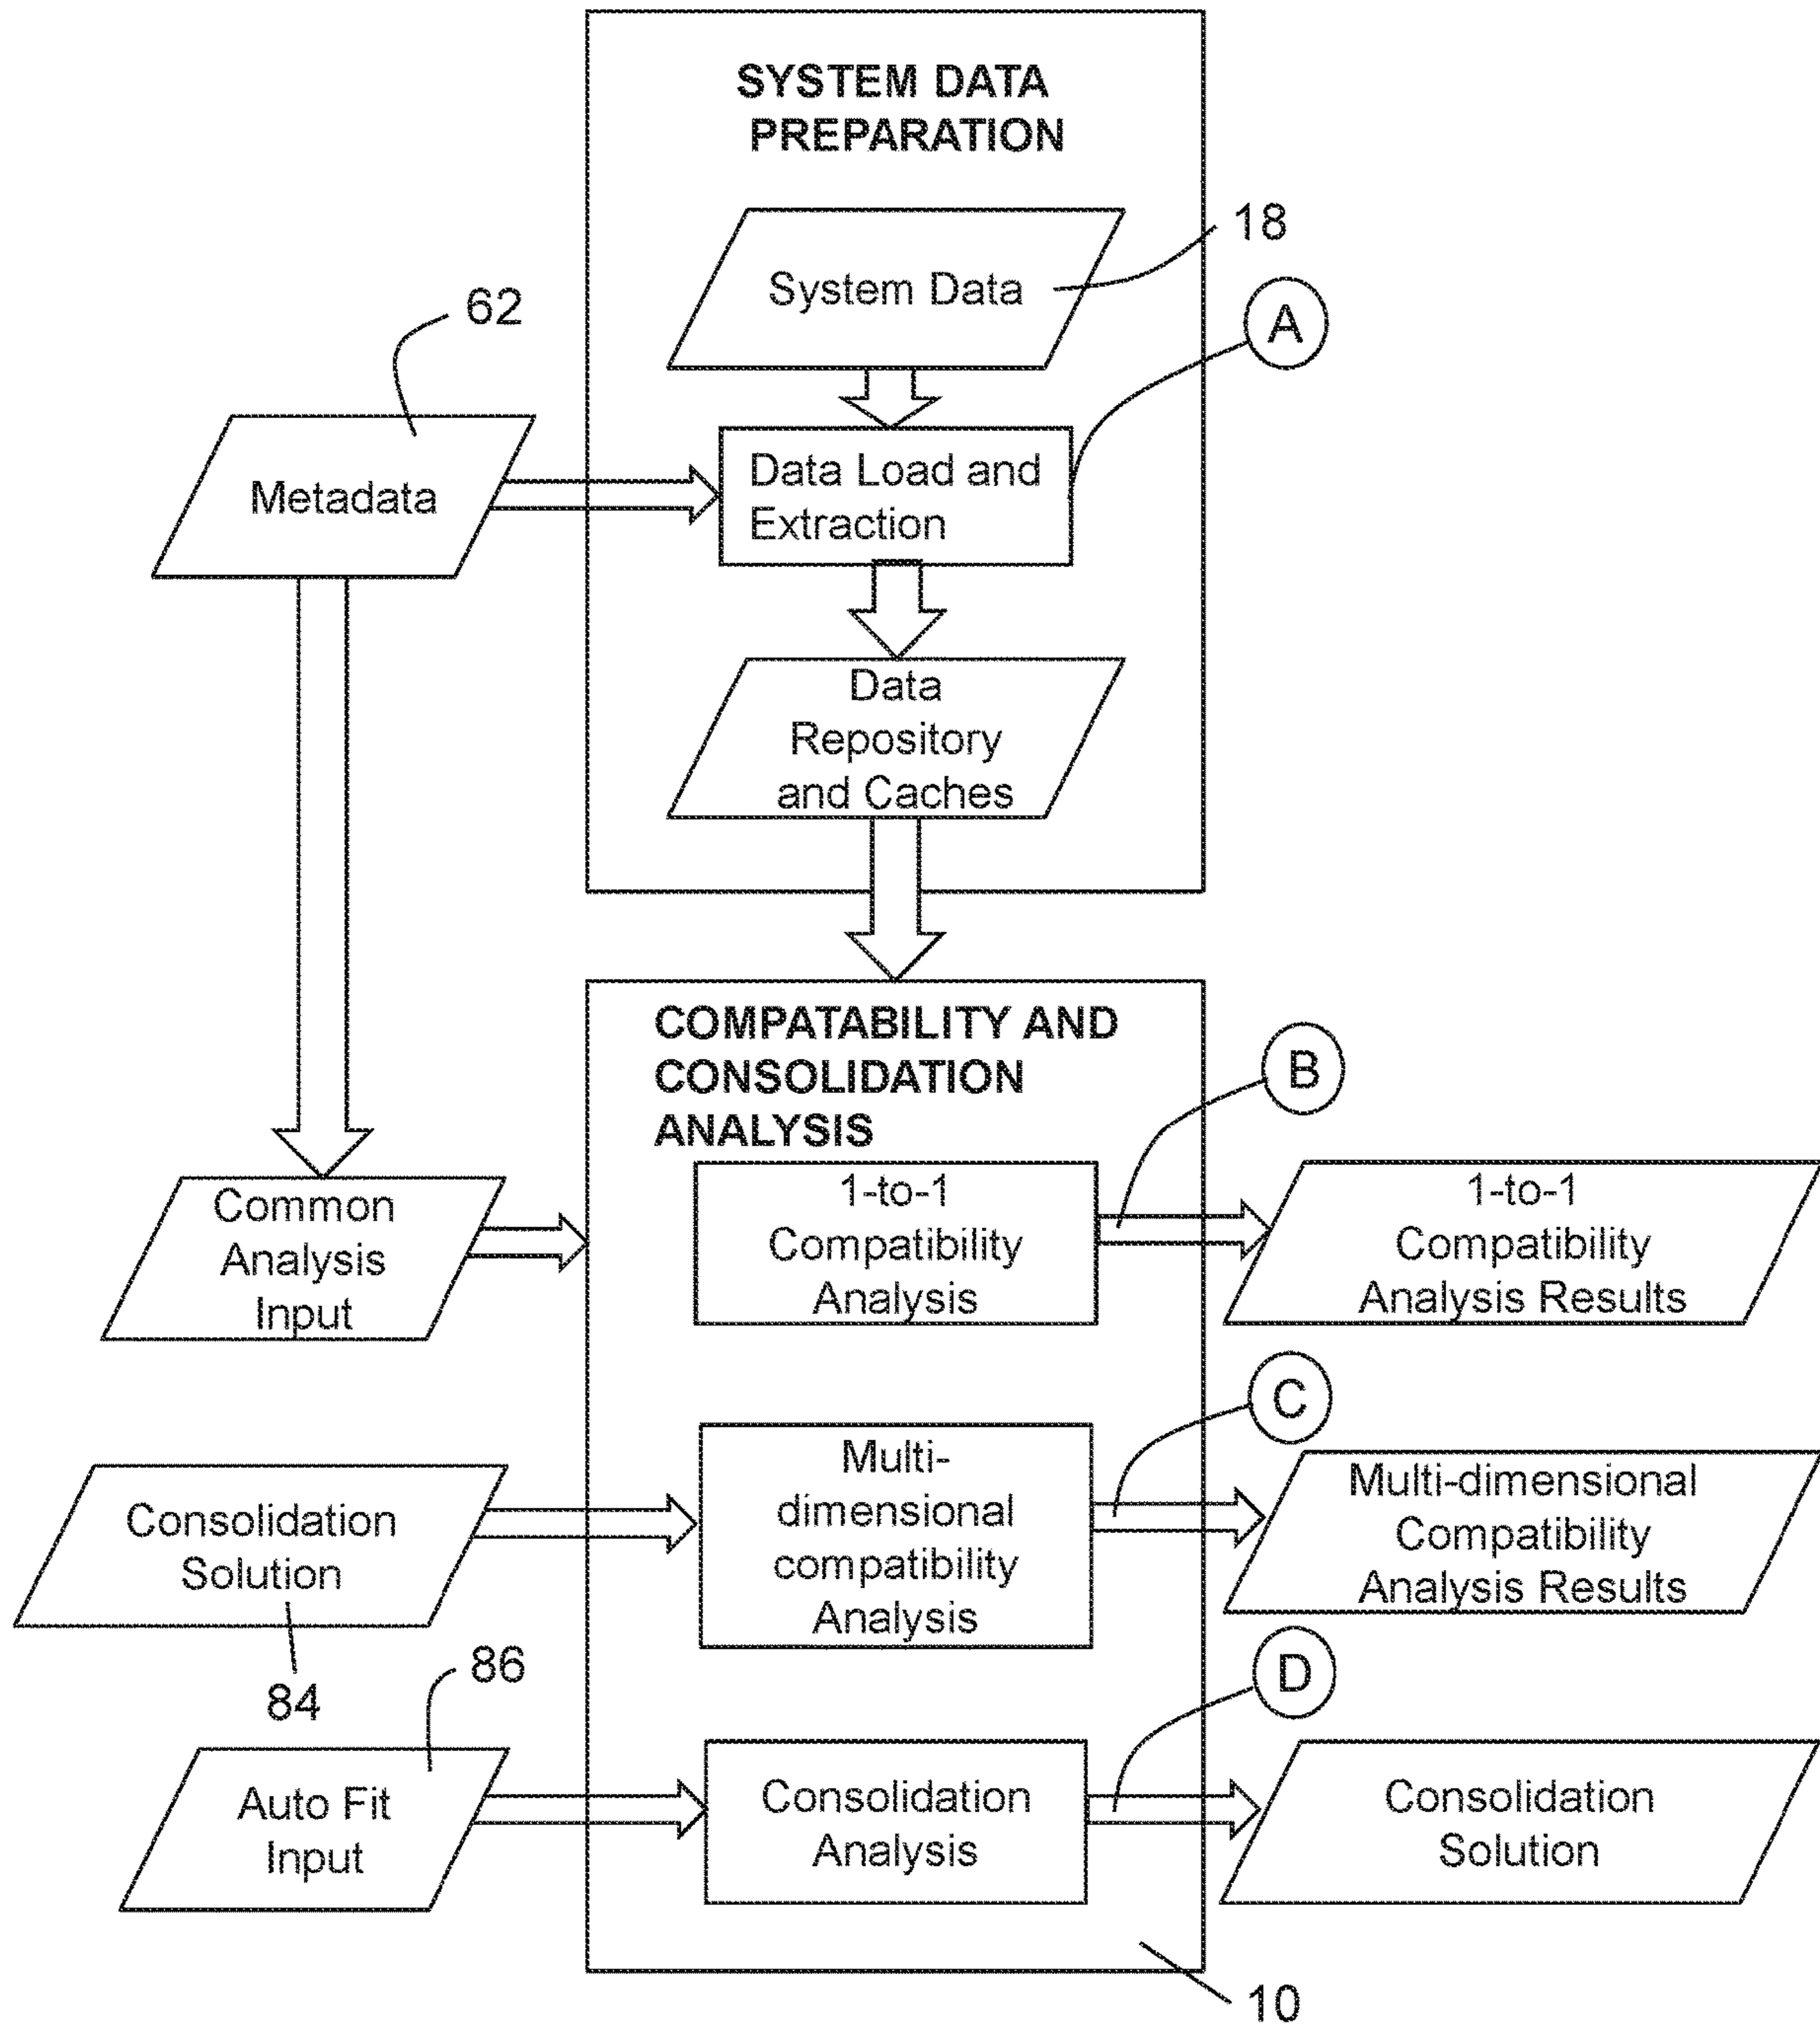 SYSTEM DATA
PREPARATION
System Data
18
A
62
Metadata
Data Load and
Extraction
Data
Repository
and Caches
COMPATABILITY AND
CONSOLIDATION
ANALYSIS
B
Common
Analysis
Input
1-to-1
Compatibility
Analysis
1-to-1
Compatibility
Analysis Results
C
Consolidation
Solution
84
Multi-
dimensional
compatibility
Analysis
Multi-dimensional
Compatibility
Analysis Results
86
D
Auto Fit
Input
Consolidation
Analysis
Consolidation
Solution
10